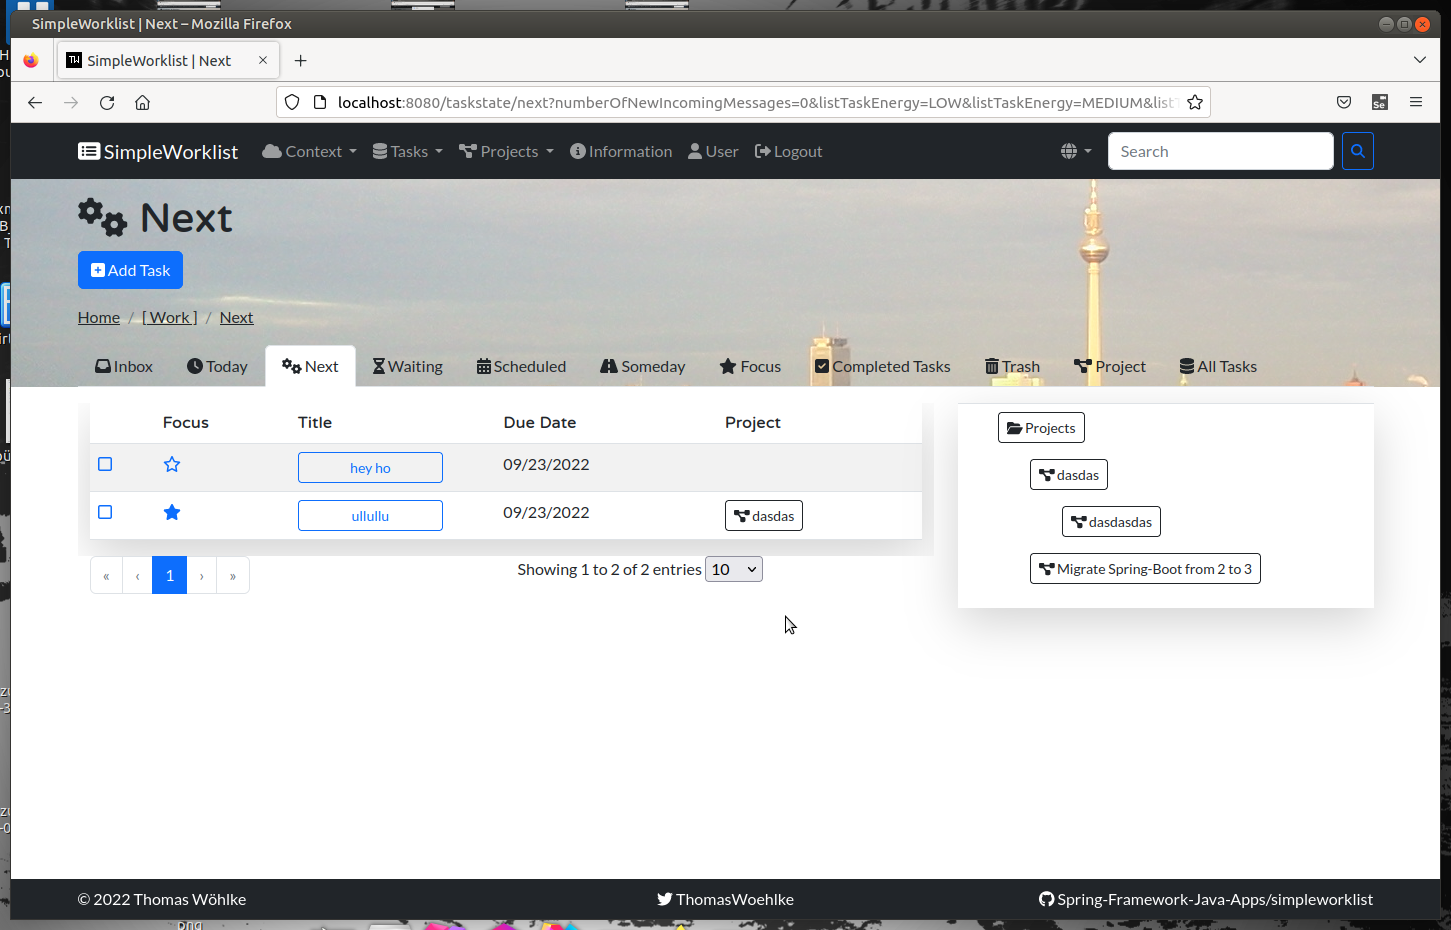 SimpleWorklist | Next – Mozilla Firefox
TW SimpleWorklist | Next
localhost:8080/taskstate/next?numberOfNewIncomingMessages=0&listTaskEnergy=LOW&listTaskEnergy=MEDIUM&list
SimpleWorklist Context Tasks Projects Information User Logout Search
Next
Add Task
Home / [ Work ] / Next
Inbox Today Next Waiting Scheduled Someday Focus Completed Tasks Trash Project All Tasks
Focus Title Due Date Project
hey ho 09/23/2022
ullullu 09/23/2022 dasdas
« ‹ 1 › »
Showing 1 to 2 of 2 entries 10
Projects
dasdas
dasdasdas
Migrate Spring-Boot from 2 to 3
© 2022 Thomas Wöhlke ThomasWoehlke Spring-Framework-Java-Apps/simpleworklist
png